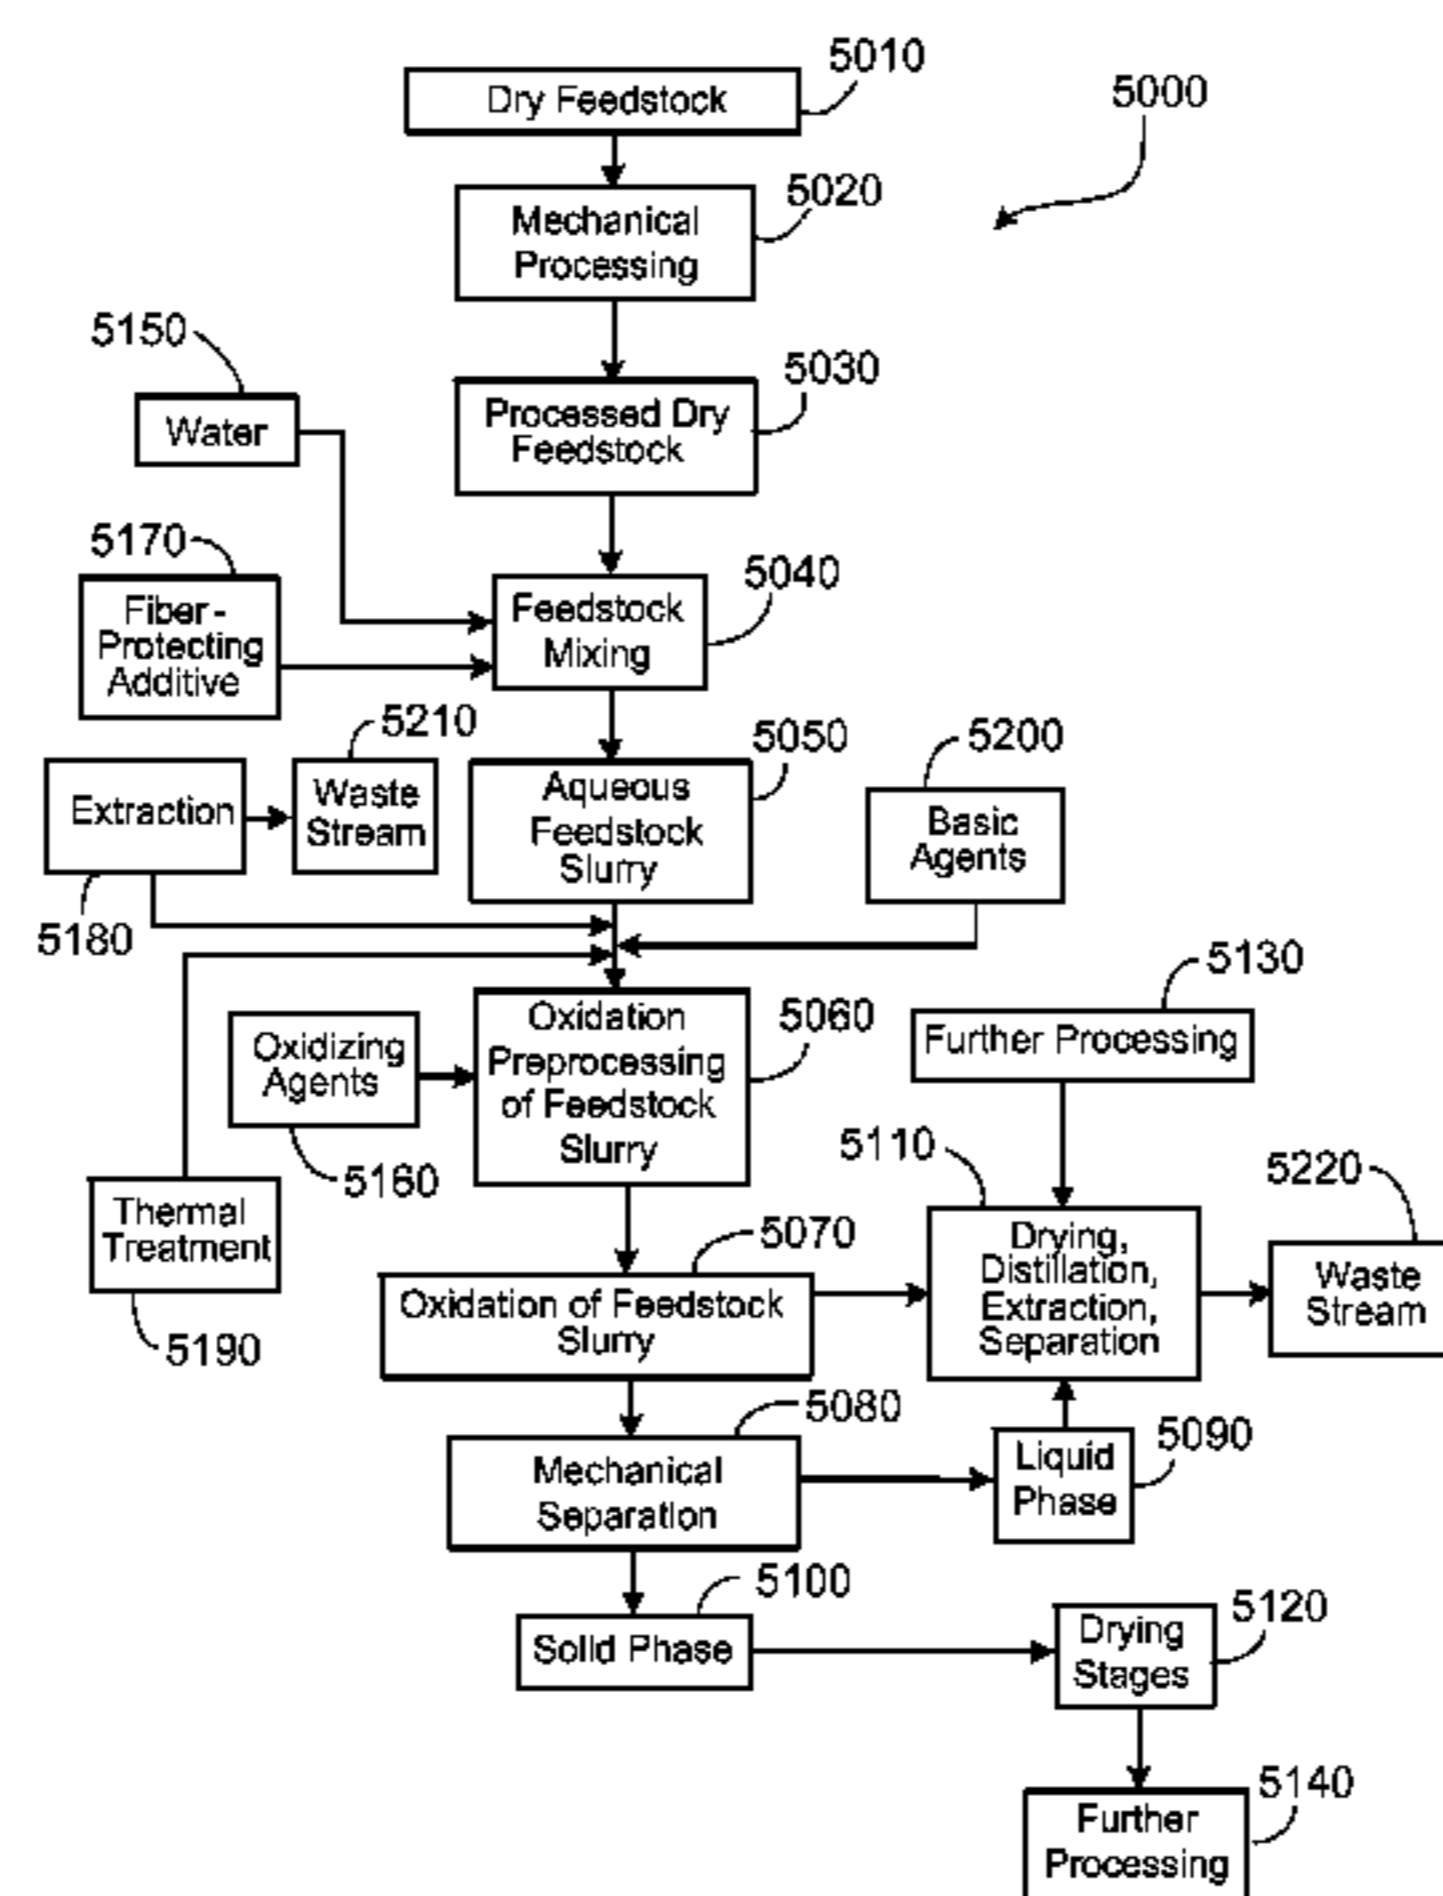 5010
Dry Feedstock
5000
5020
Mechanical
Processing
5150
5030
Water
Processed Dry
Feedstock
5170
5040
Fiber-
Protecting
Additive
Feedstock
Mixing
5210
5050
5200
Extraction
Waste
Stream
Aqueous
Feedstock
Slurry
Basic
Agents
5180
5130
5060
Oxidizing
Agents
Oxidation
Preprocessing
of Feedstock
Slurry
Further Processing
5160
5110
5220
Thermal
Treatment
5070
Drying,
Distillation,
Extraction,
Separation
Waste
Stream
5190
Oxidation of Feedstock
Slurry
5080
5090
Mechanical
Separation
Liquid
Phase
5100
5120
Solid Phase
Drying
Stages
5140
Further
Processing